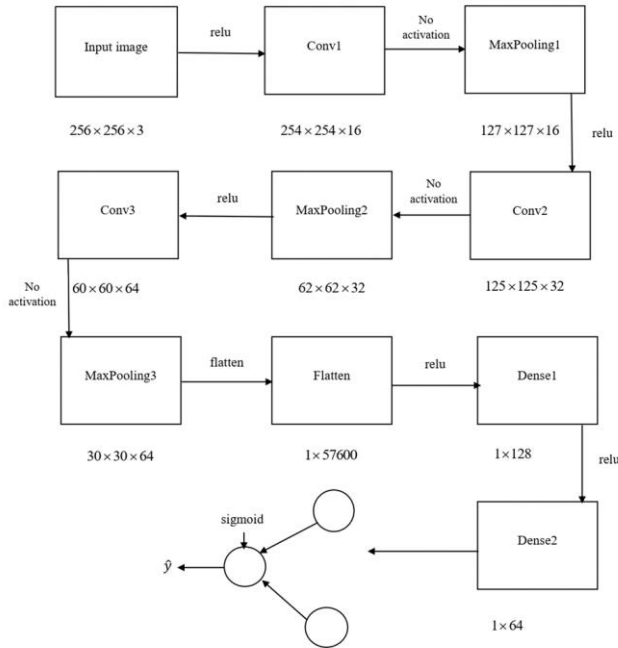 Input image
relu
Conv1
No
activation
MaxPooling1
256×256×3
254×254×16
127×127×16
relu
Conv3
relu
MaxPooling2
No
activation
Conv2
No
activation
60×60×64
62×62×32
125×125×32
MaxPooling3
flatten
Flatten
relu
Dense1
30×30×64
1×57600
1×128
relu
sigmoid
Dense2
ŷ
1×64